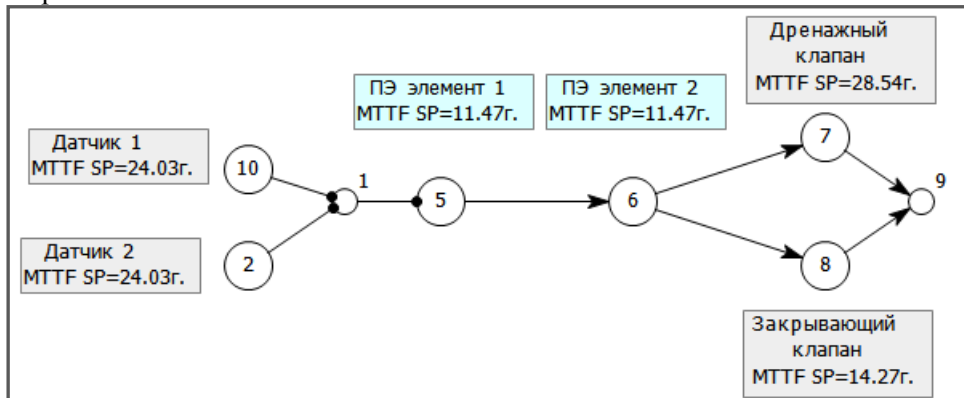 Дренажный
клапан
MTTF SP=28.54г.
ПЭ элемент 1
MTTF SP=11.47г.
ПЭ элемент 2
MTTF SP=11.47г.
Датчик 1
MTTF SP=24.03г.
10
1
5
6
7
9
Датчик 2
MTTF SP=24.03г.
2
8
Закрывающий
клапан
MTTF SP=14.27г.